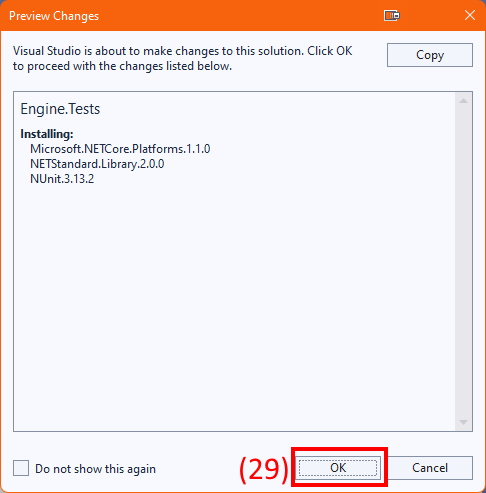 Preview Changes
Visual Studio is about to make changes to this solution. Click OK
to proceed with the changes listed below.
Copy
Engine.Tests
Installing:
Microsoft.NETCore.Platforms.1.1.0
NETStandard.Library.2.0.0
NUnit.3.13.2
Do not show this again
(29)
OK
Cancel